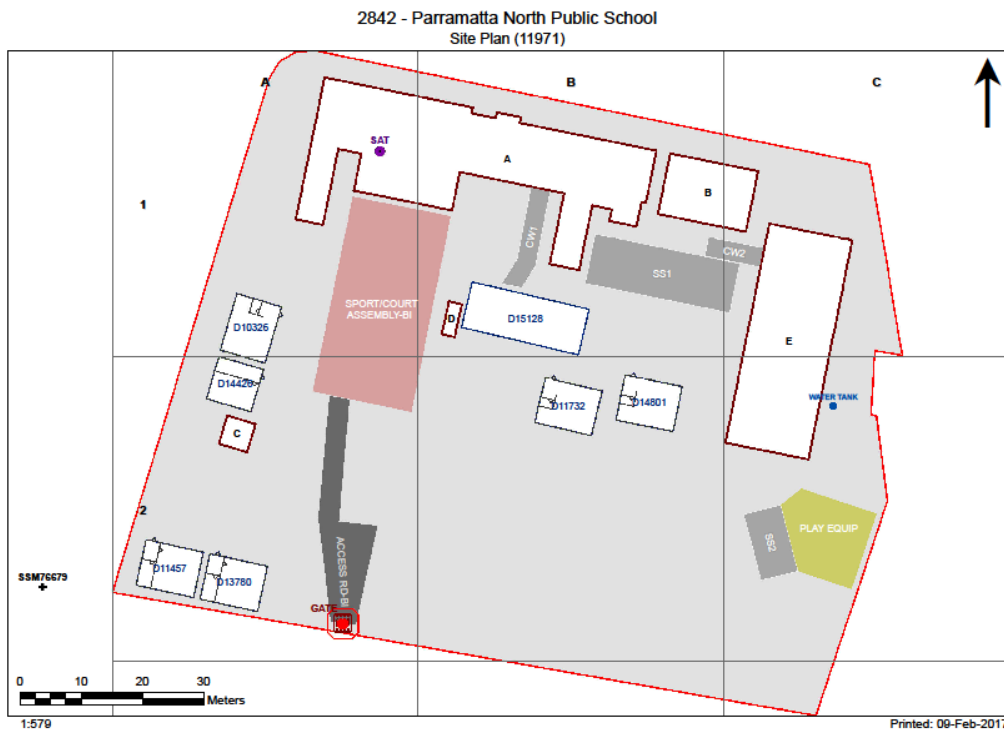 2842 - Parramatta North Public School
Site Plan (11971)
A
B
C
SAT
A
B
1
CW1
CW2
SS1
SPORT/COURT
ASSEMBLY-BI
D
D15128
D10326
E
D14426
D11732
D14801
WATER TANK
C
2
PLAY EQUIP
SS2
ACCESS RD-BI
D11457
D13780
SSM76679
GATE
0 10 20 30
Meters
1:579
Printed: 09-Feb-2017